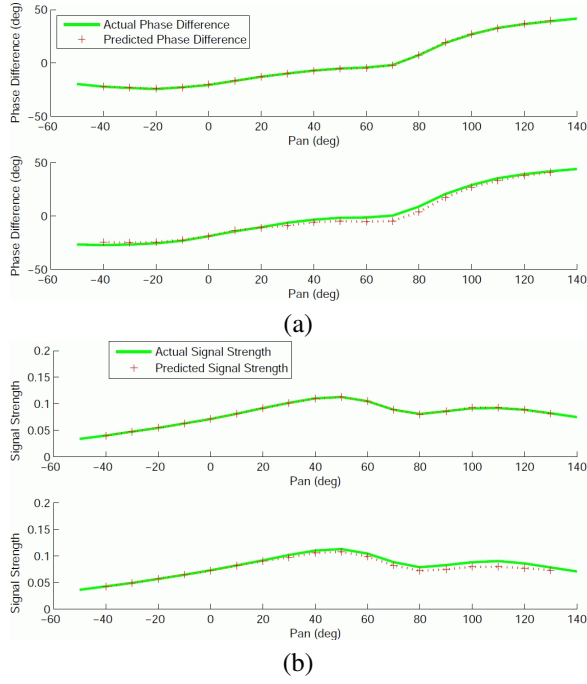 50
Actual Phase Difference
Predicted Phase Difference
0
−50
−60 −40 −20 0 20 40 60 80 100 120 140
Phase Difference (deg)
Pan (deg)
50
0
−50
−60 −40 −20 0 20 40 60 80 100 120 140
Phase Difference (deg)
Pan (deg)
(a)
Actual Signal Strength
Predicted Signal Strength
0.2
0.15
0.1
0.05
0
−60 −40 −20 0 20 40 60 80 100 120 140
Signal Strength
Pan (deg)
0.2
0.15
0.1
0.05
0
−60 −40 −20 0 20 40 60 80 100 120 140
Signal Strength
Pan (deg)
(b)